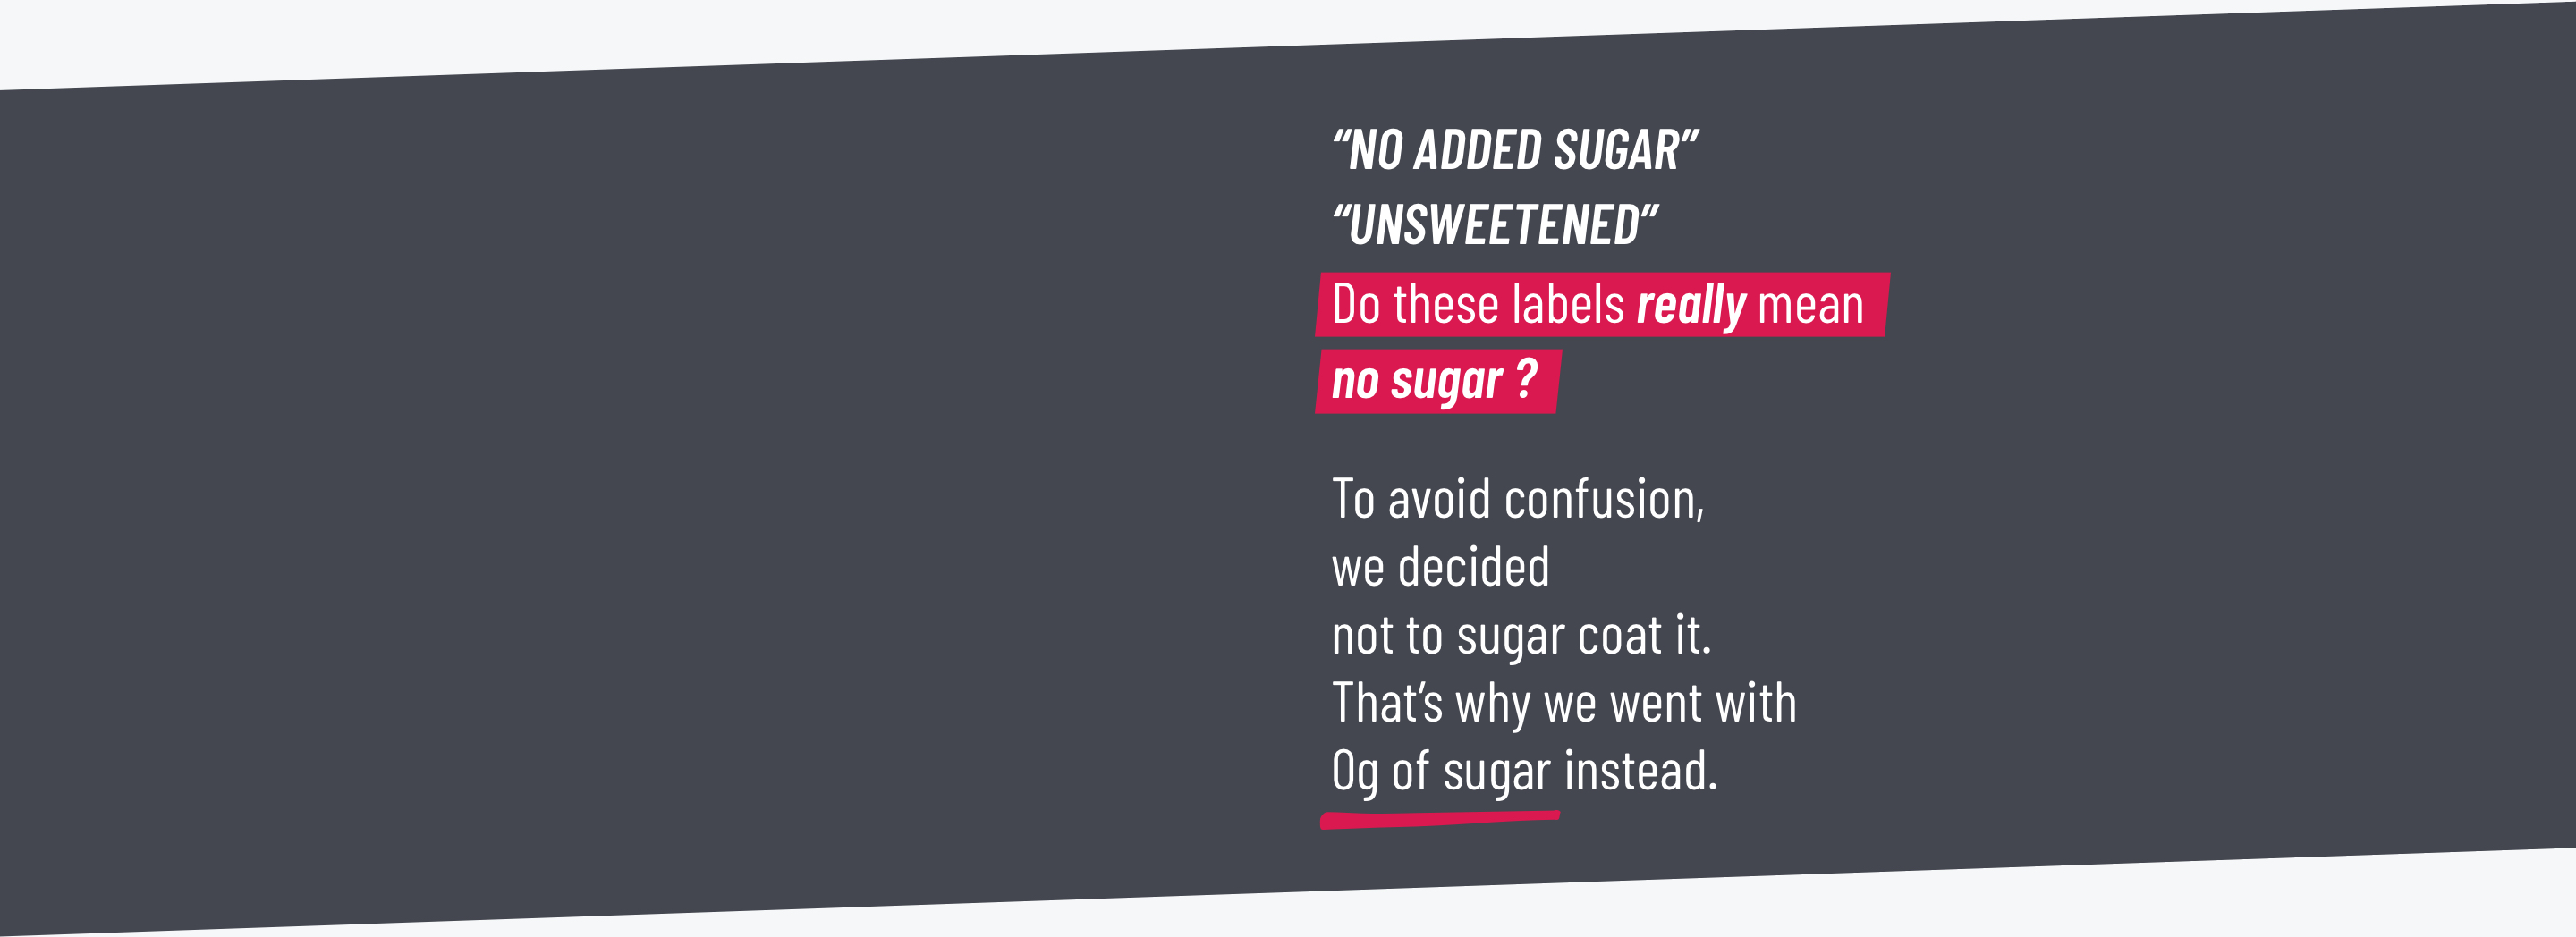 “NO ADDED SUGAR”
“UNSWEETENED”
Do these labels really mean
no sugar ?
To avoid confusion,
we decided
not to sugar coat it.
That’s why we went with
0g of sugar instead.